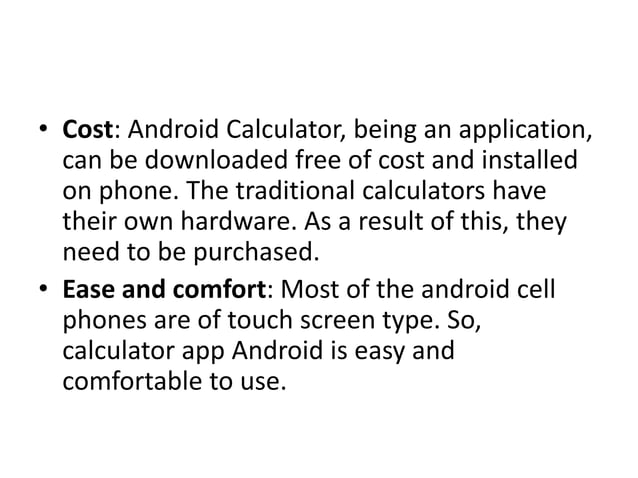 • Cost: Android Calculator, being an application,
can be downloaded free of cost and installed
on phone. The traditional calculators have
their own hardware. As a result of this, they
need to be purchased.
• Ease and comfort: Most of the android cell
phones are of touch screen type. So,
calculator app Android is easy and
comfortable to use.